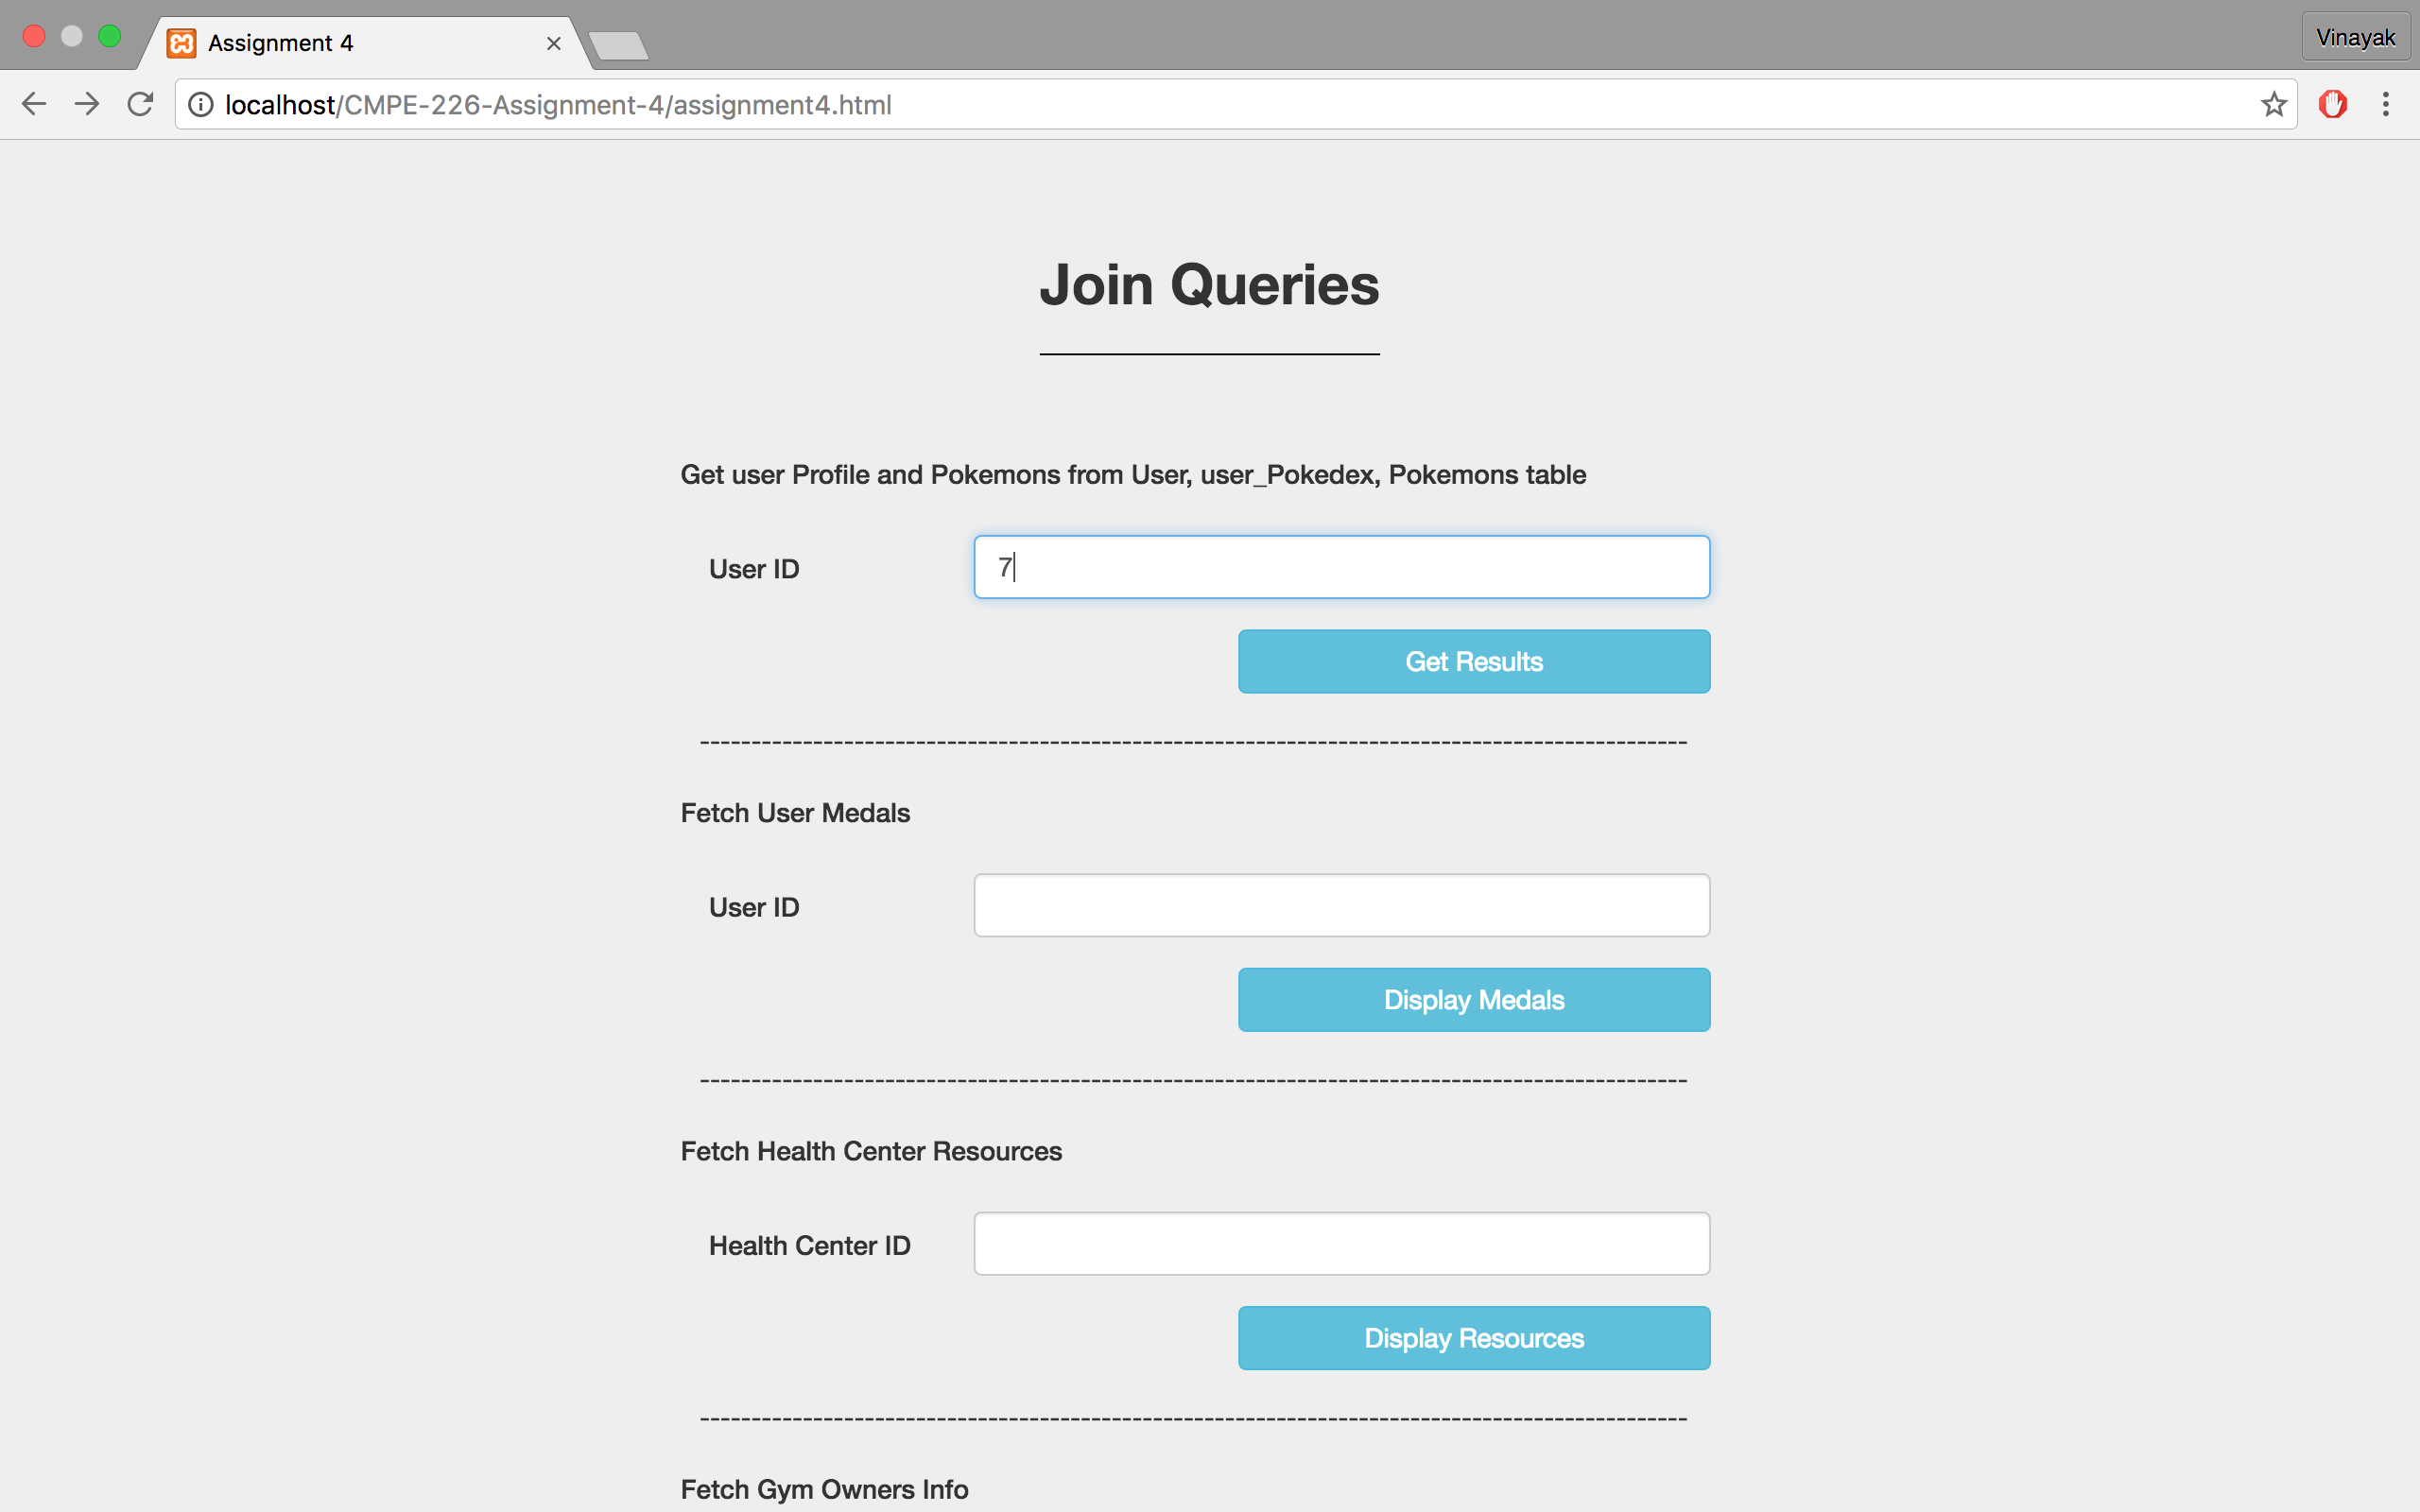 Assignment 4
Vinayak
localhost/CMPE-226-Assignment-4/assignment4.html
Join Queries
Get user Profile and Pokemons from User, user_Pokedex, Pokemons table
User ID
7
Get Results
Fetch User Medals
User ID
Display Medals
Fetch Health Center Resources
Health Center ID
Display Resources
Fetch Gym Owners Info